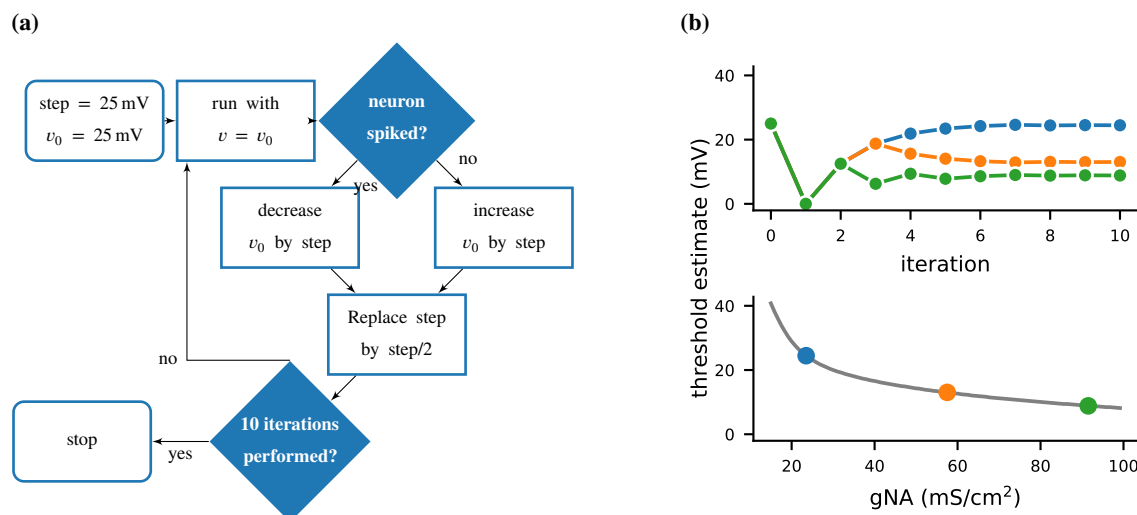 (a)
step = 25 mV
v₀ = 25 mV
run with
v = v₀
neuron
spiked?
yes
no
decrease
v₀ by step
increase
v₀ by step
Replace step
by step/2
no
10 iterations
performed?
yes
stop
(b)
threshold estimate (mV)
40
20
0
0 2 4 6 8 10
iteration
40
20
0
20 40 60 80 100
gNA (mS/cm²)